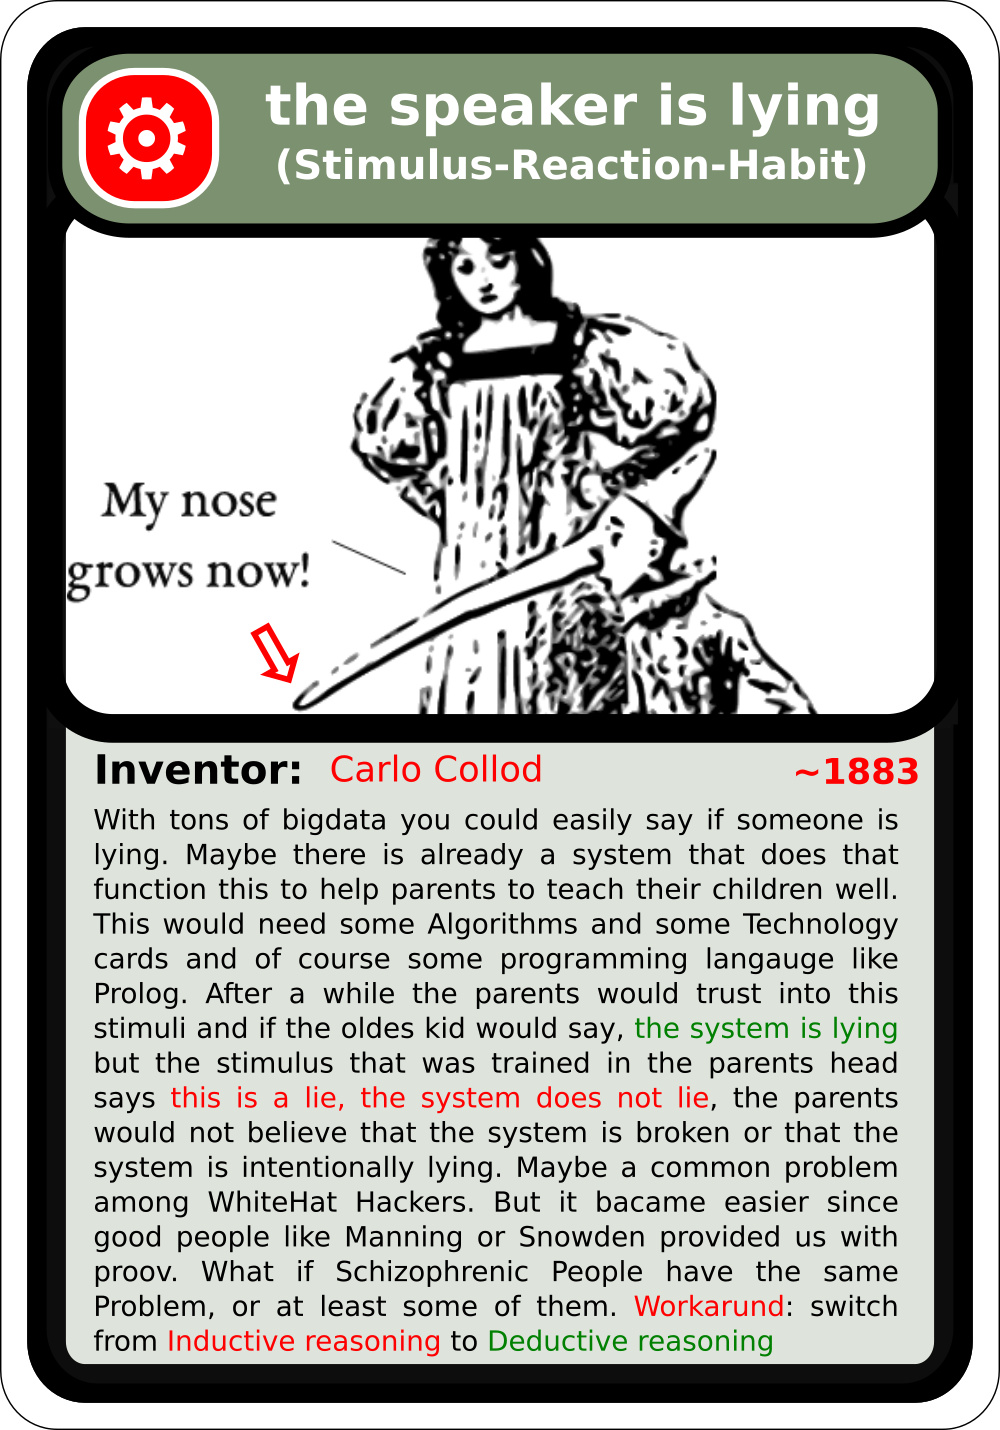 the speaker is lying
(Stimulus-Reaction-Habit)
My nose
grows now!
Inventor: Carlo Collod ~1883
With tons of bigdata you could easily say if someone is
lying. Maybe there is already a system that does that
function this to help parents to teach their children well.
This would need some Algorithms and some Technology
cards and of course some programming langauge like
Prolog. After a while the parents would trust into this
stimuli and if the oldes kid would say, the system is lying
but the stimulus that was trained in the parents head
says this is a lie, the system does not lie, the parents
would not believe that the system is broken or that the
system is intentionally lying. Maybe a common problem
among WhiteHat Hackers. But it bacame easier since
good people like Manning or Snowden provided us with
proov. What if Schizophrenic People have the same
Problem, or at least some of them. Workarund: switch
from Inductive reasoning to Deductive reasoning